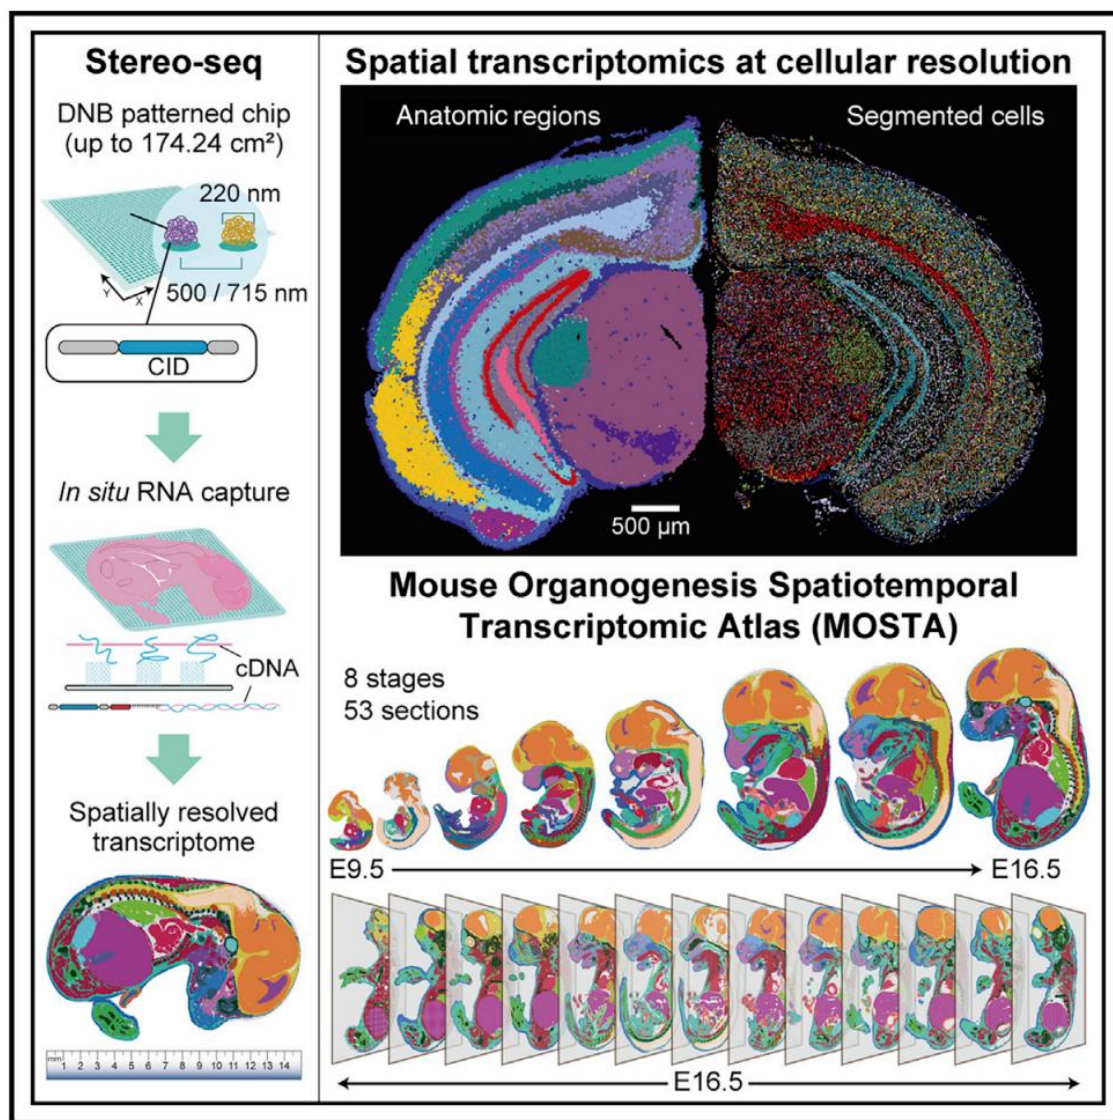 Stereo-seq
DNB patterned chip
(up to 174.24 cm²)
220 nm
Y
X
500 / 715 nm
CID
In situ RNA capture
cDNA
Spatially resolved
transcriptome
mm
1 2 3 4 5 6 7 8 9 10 11 12 13 14
Spatial transcriptomics at cellular resolution
Anatomic regions
Segmented cells
500 µm
Mouse Organogenesis Spatiotemporal
Transcriptomic Atlas (MOSTA)
8 stages
53 sections
E9.5
E16.5
E16.5